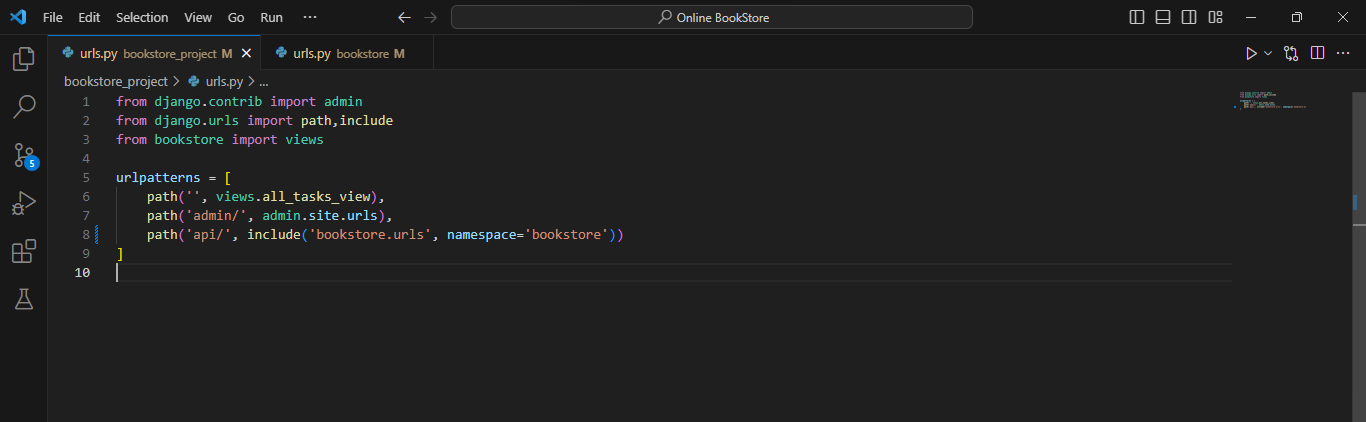 File Edit Selection View Go Run ··· Online BookStore
urls.py bookstore_project M urls.py bookstore M
bookstore_project > urls.py > ...
1 from django.contrib import admin
2 from django.urls import path,include
3 from bookstore import views
4
5 urlpatterns = [
6     path('', views.all_tasks_view),
7     path('admin/', admin.site.urls),
8     path('api/', include('bookstore.urls', namespace='bookstore'))
9 ]
10
5